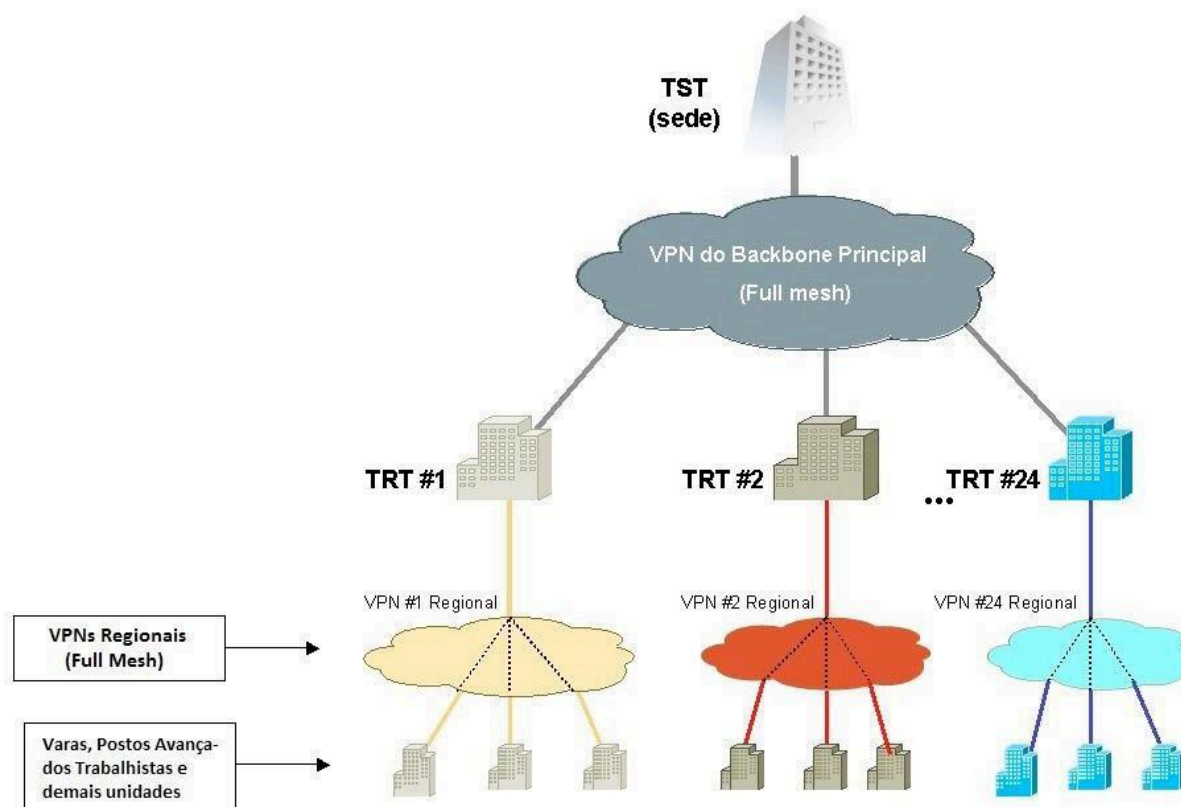 TST
(sede)
VPN do Backbone Principal
(Full mesh)
TRT #1
TRT #2
... TRT #24
VPN #1 Regional
VPN #2 Regional
VPN #24 Regional
VPNs Regionais
(Full Mesh)
Varas, Postos Avança-
dos Trabalhistas e
demais unidades